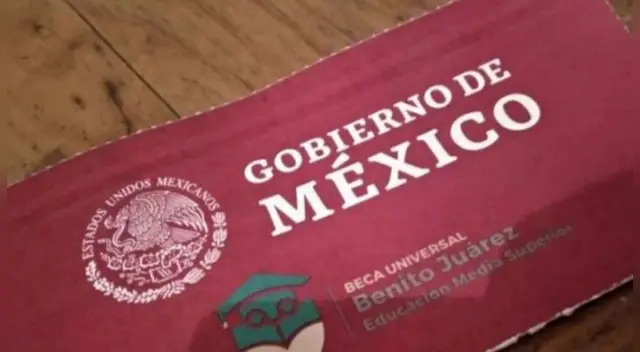 ESTADOS UNIDOS MEXICANOS
GOBIERNO DE
MÉXICO
BECA UNIVERSAL
Benito Juárez
Educación Media Superior